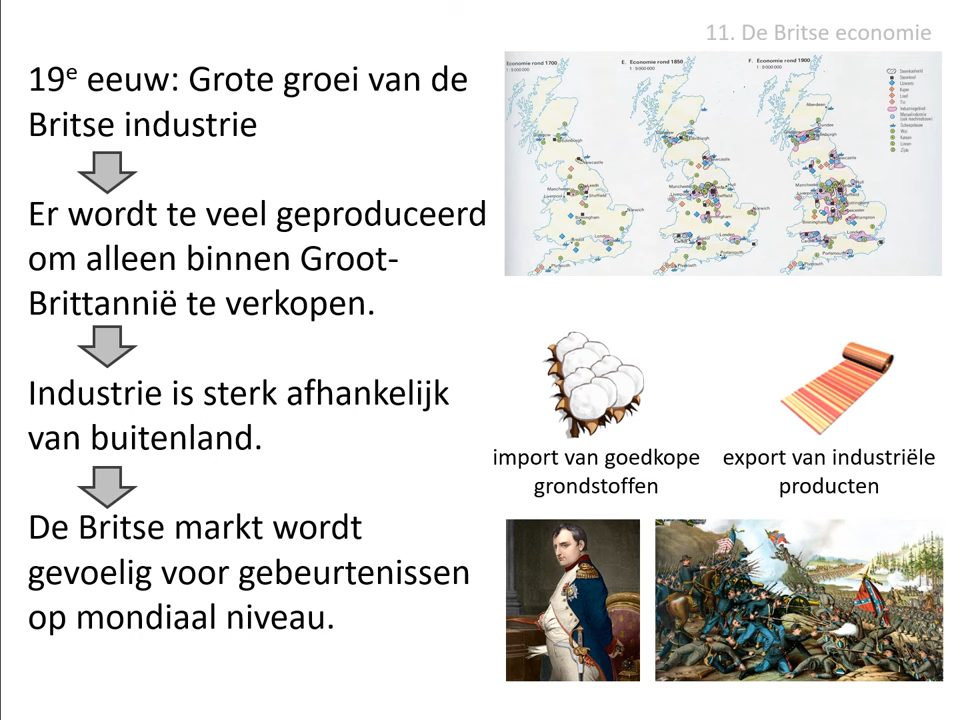 11. De Britse economie
19e eeuw: Grote groei van de
Britse industrie
Er wordt te veel geproduceerd
om alleen binnen Groot-
Brittannië te verkopen.
Industrie is sterk afhankelijk
van buitenland.
De Britse markt wordt
gevoelig voor gebeurtenissen
op mondiaal niveau.
Economie rond 1700
E. Economie rond 1850
F. Economie rond 1900
import van goedkope
grondstoffen
export van industriële
producten